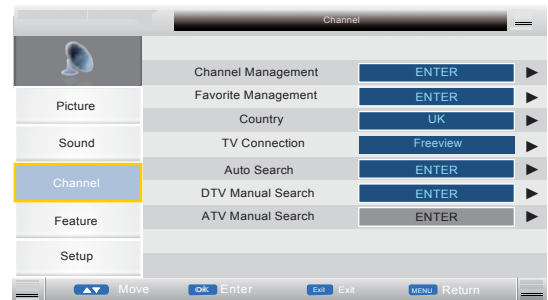 Channel
Channel Management ENTER
Favorite Management ENTER
Picture
Country UK
Sound
TV Connection Freeview
Auto Search ENTER
Channel
DTV Manual Search ENTER
ATV Manual Search ENTER
Feature
Setup
Move OK Enter Exit Exit MENU Return